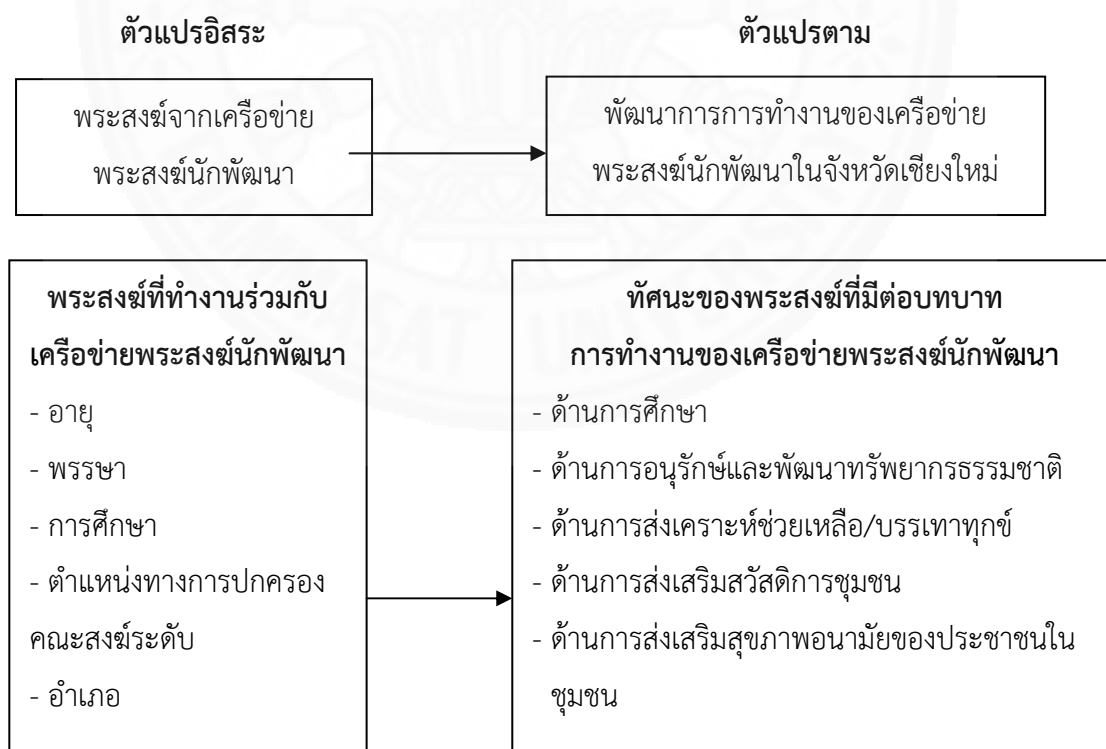 ตัวแปรอิสระ
ตัวแปรตาม
พระสงฆ์จากเครือข่าย
พระสงฆ์นักพัฒนา
พัฒนาการการทำงานของเครือข่าย
พระสงฆ์นักพัฒนาในจังหวัดเชียงใหม่
พระสงฆ์ที่ทำงานร่วมกับ
เครือข่ายพระสงฆ์นักพัฒนา
- อายุ
- พรรษา
- การศึกษา
- ตำแหน่งทางการปกครอง
คณะสงฆ์ระดับ
- อำเภอ
ทัศนะของพระสงฆ์ที่มีต่อบทบาท
การทำงานของเครือข่ายพระสงฆ์นักพัฒนา
- ด้านการศึกษา
- ด้านการอนุรักษ์และพัฒนาทรัพยากรธรรมชาติ
- ด้านการส่งเคราะห์ช่วยเหลือ/บรรเทาทุกข์
- ด้านการส่งเสริมสวัสดิการชุมชน
- ด้านการส่งเสริมสุขภาพอนามัยของประชาชนใน
ชุมชน